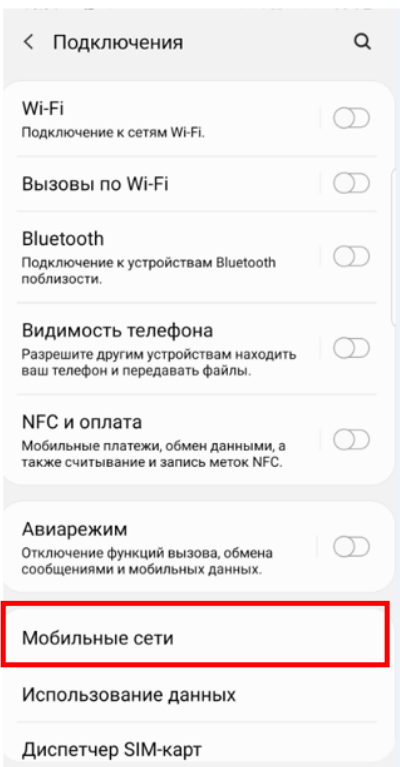 Подключения
Wi-Fi
Подключение к сетям Wi-Fi.
Вызовы по Wi-Fi
Bluetooth
Подключение к устройствам Bluetooth
поблизости.
Видимость телефона
Разрешите другим устройствам находить
ваш телефон и передавать файлы.
NFC и оплата
Мобильные платежи, обмен данными, а
также считывание и запись меток NFC.
Авиарежим
Отключение функций вызова, обмена
сообщениями и мобильных данных.
Мобильные сети
Использование данных
Диспетчер SIM-карт